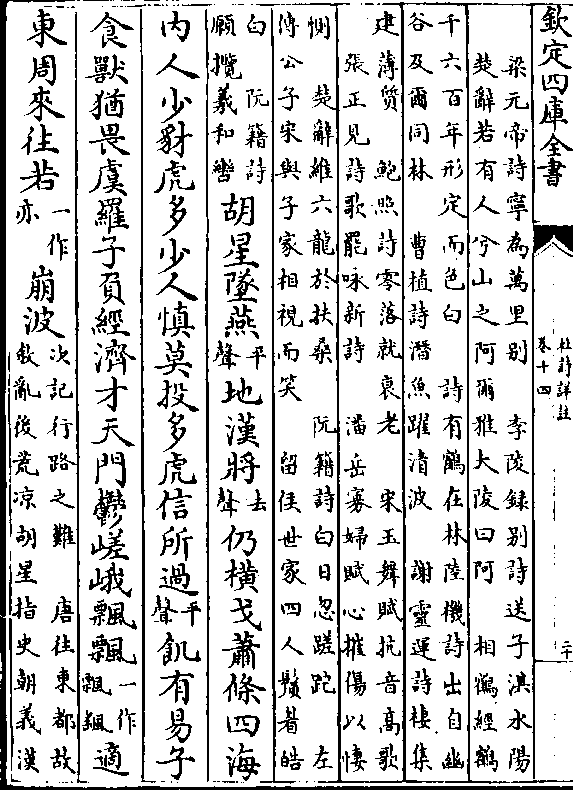 欽定四庫全書
杜詩詳註
卷十四
二十
梁元帝詩寧為萬里别　李陵録别詩送子淇水陽
楚辭若有人兮山之阿爾雅大陵曰阿　相鶴經鶴
千六百年形定而色白　詩有鶴在林陸機詩出自幽
谷及爾同林　曹植詩潛魚躍清波　謝靈運詩棲集
建薄質　鮑照詩零落就衰老　宋玉舞賦抗音高歌
張正見詩歌罷咏新詩　潘岳寡婦賦心摧傷以悽
惻　楚辭維六龍於扶桑　阮籍詩白日忽蹉跎　左
傳公子宋與子家相視而笑　留侯世家四人鬚眉皓
白　阮籍詩
願攬羲和轡
胡星墜燕
平
聲
地漢將
去
聲
仍横戈蕭條四海
内人少豺虎多少人慎莫投多虎信所過
平
聲
飢有易子
食獸猶畏虞羅子負經濟才天門鬱嵯峨飄飄
一作
飄颻
適
東周來往若
一作
亦
崩波
次記行路之難　唐往東都故
敘亂後荒凉胡星指史朝義漢